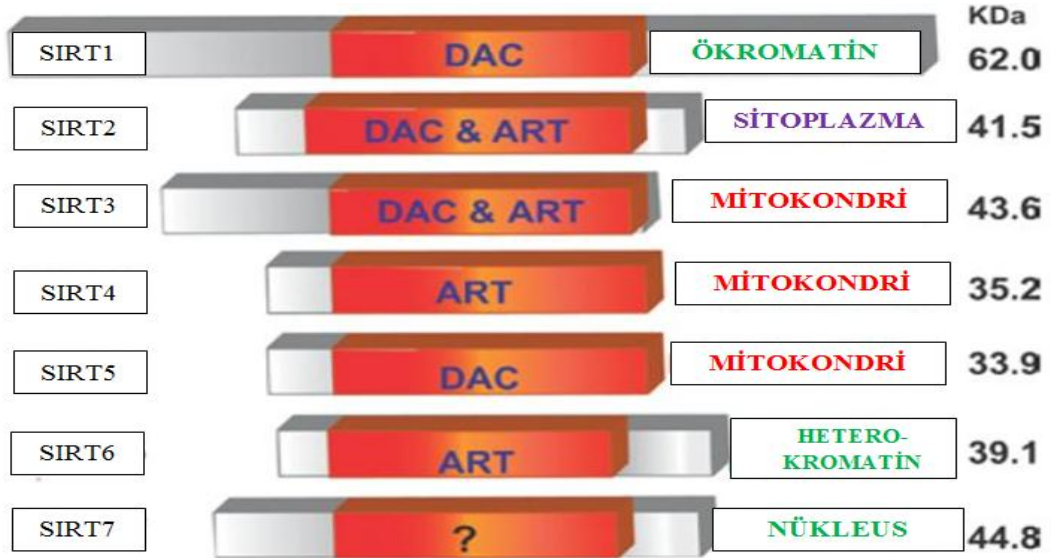 KDa
SIRT1 DAC ÖKROMATİN 62.0
SIRT2 DAC & ART SİTOPLAZMA 41.5
SIRT3 DAC & ART MİTOKONDRİ 43.6
SIRT4 ART MİTOKONDRİ 35.2
SIRT5 DAC MİTOKONDRİ 33.9
SIRT6 ART HETERO-
KROMATİN 39.1
SIRT7 ? NÜKLEUS 44.8